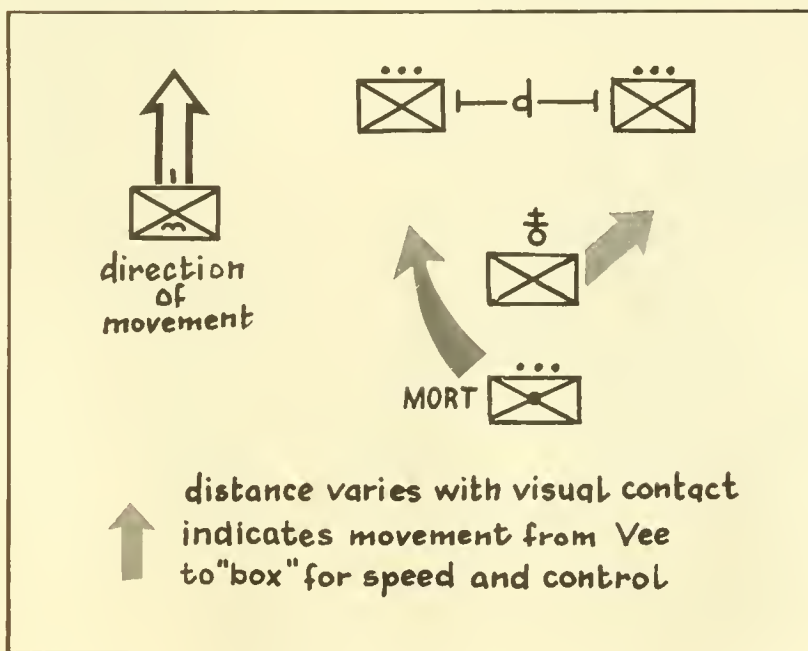 d
direction
of
movement
MORT
distance varies with visual contact
indicates movement from Vee
to "box" for speed and control